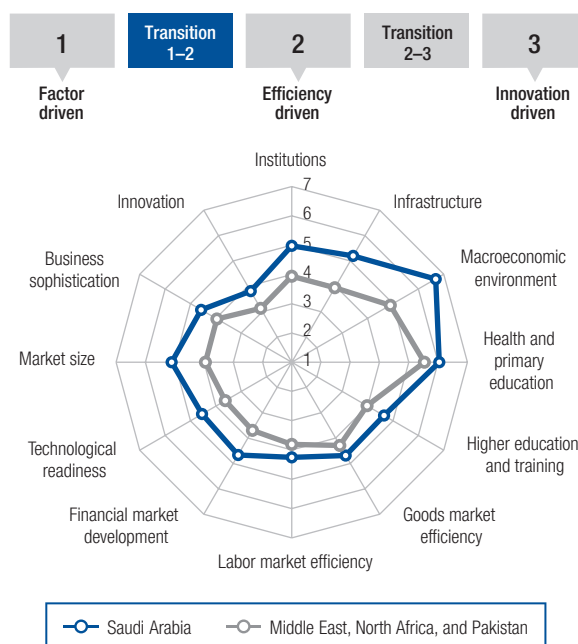 1
Transition
1–2
2
Transition
2–3
3
Factor
driven
Efficiency
driven
Innovation
driven
Institutions
7
6
5
4
3
2
1
Infrastructure
Macroeconomic
environment
Health and
primary
education
Higher education
and training
Goods market
efficiency
Labor market efficiency
Financial market
development
Technological
readiness
Market size
Business
sophistication
Innovation
Saudi Arabia
Middle East, North Africa, and Pakistan